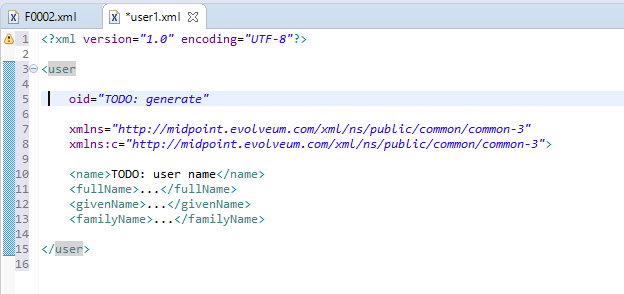 F0002.xml *user1.xml
1 <?xml version="1.0" encoding="UTF-8"?>
2
3 <user
4
5 oid="TODO: generate"
6
7 xmlns="http://midpoint.evolveum.com/xml/ns/public/common/common-3"
8 xmlns:c="http://midpoint.evolveum.com/xml/ns/public/common/common-3">
9
10 <name>TODO: user name</name>
11 <fullName>...</fullName>
12 <givenName>...</givenName>
13 <familyName>...</familyName>
14
15 </user>
16